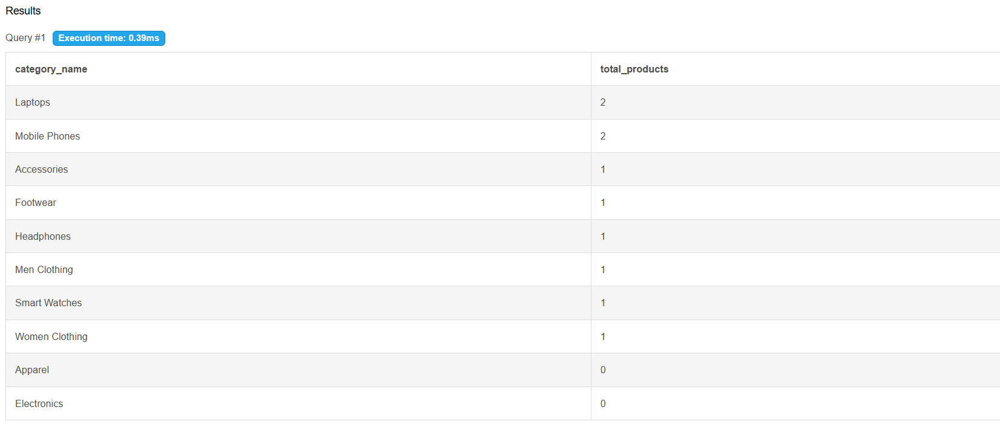 Results
Query #1 Execution time: 0.39ms
category_name total_products
Laptops 2
Mobile Phones 2
Accessories 1
Footwear 1
Headphones 1
Men Clothing 1
Smart Watches 1
Women Clothing 1
Apparel 0
Electronics 0